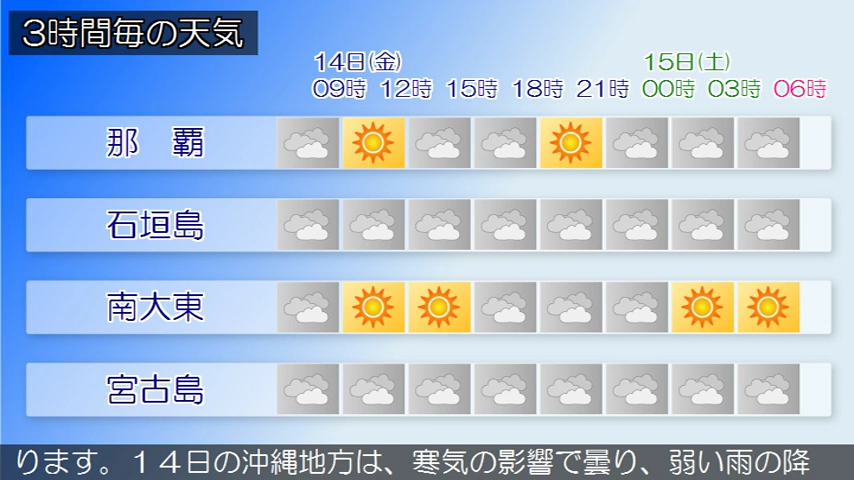 3時間毎の天気
14日(金) 15日(土)
09時 12時 15時 18時 21時 00時 03時 06時
那　覇
石垣島
南大東
宮古島
ります。１４日の沖縄地方は、寒気の影響で曇り、弱い雨の降